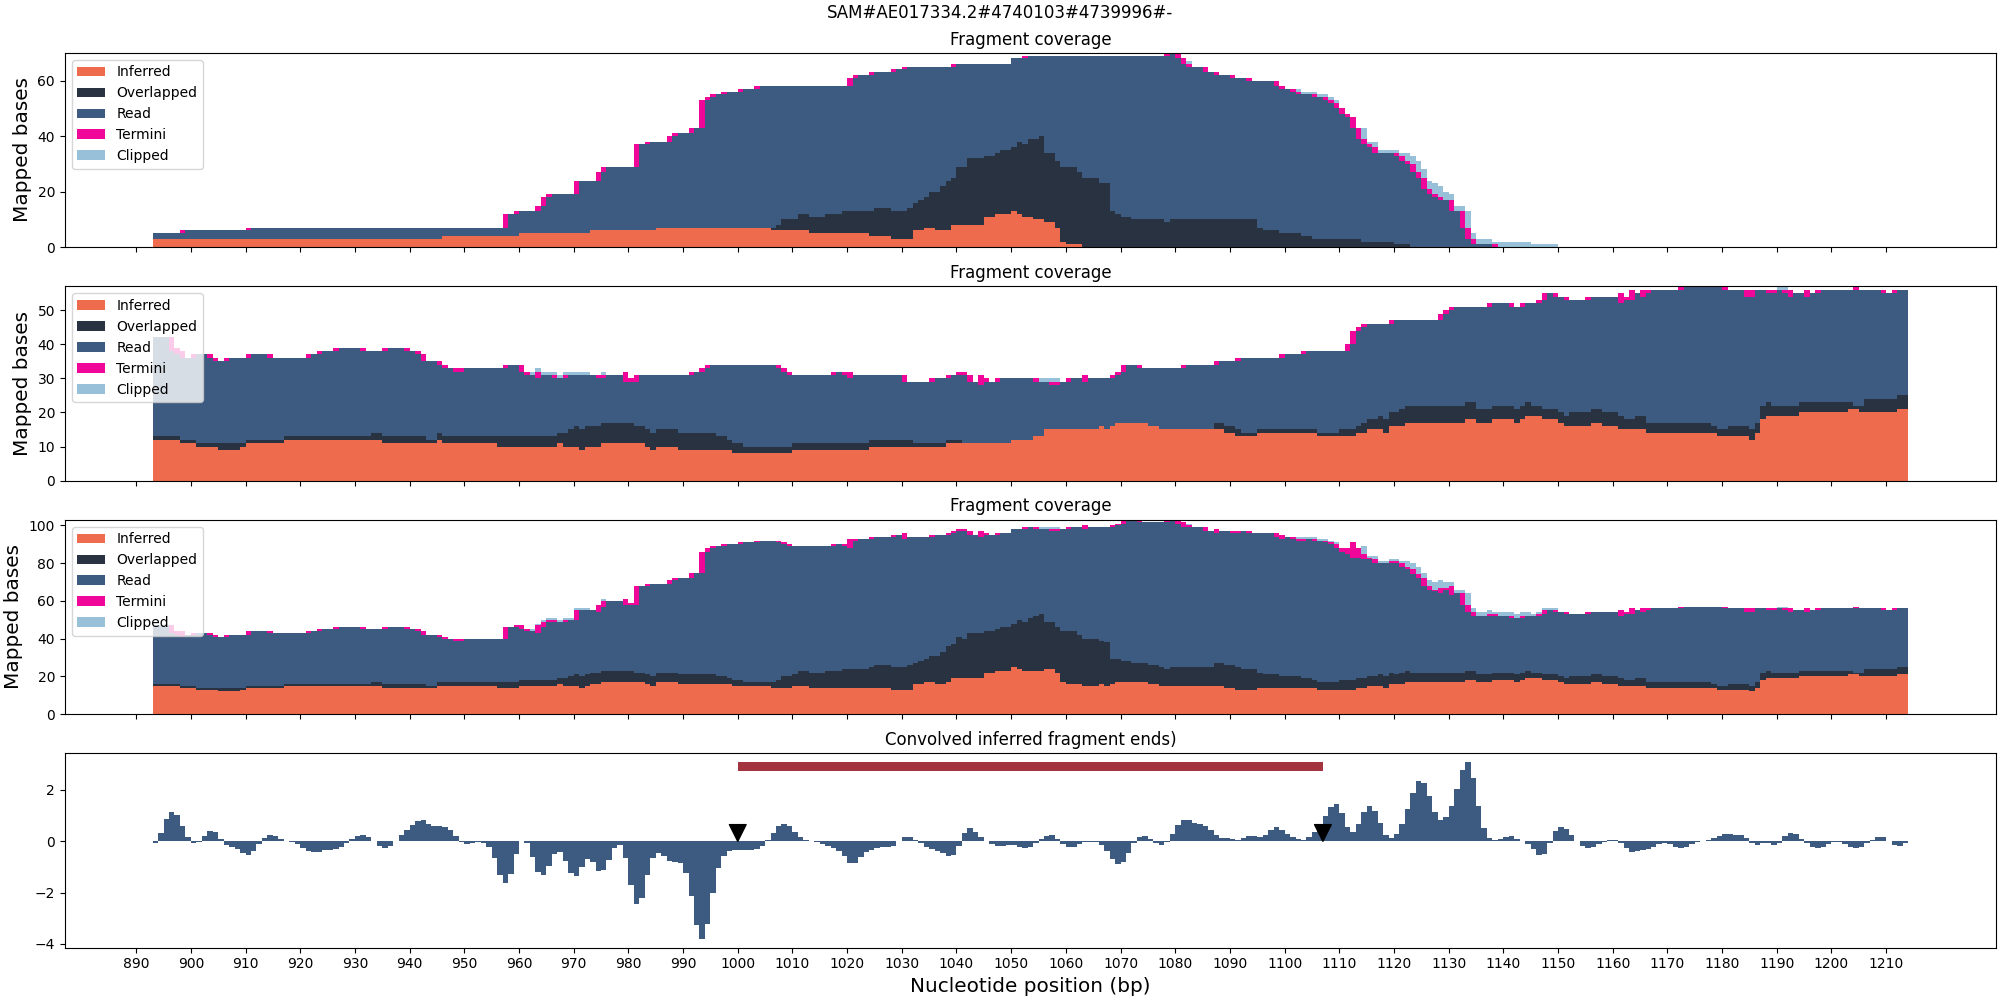 SAM#AE017334.2#4740103#4739996#-
Fragment coverage
Mapped bases
60
40
20
0
Inferred
Overlapped
Read
Termini
Clipped
Fragment coverage
Mapped bases
50
40
30
20
10
0
Inferred
Overlapped
Read
Termini
Clipped
Fragment coverage
Mapped bases
100
80
60
40
20
0
Inferred
Overlapped
Read
Termini
Clipped
Convolved inferred fragment ends)
2
0
−2
−4
890 900 910 920 930 940 950 960 970 980 990 1000 1010 1020 1030 1040 1050 1060 1070 1080 1090 1100 1110 1120 1130 1140 1150 1160 1170 1180 1190 1200 1210
Nucleotide position (bp)